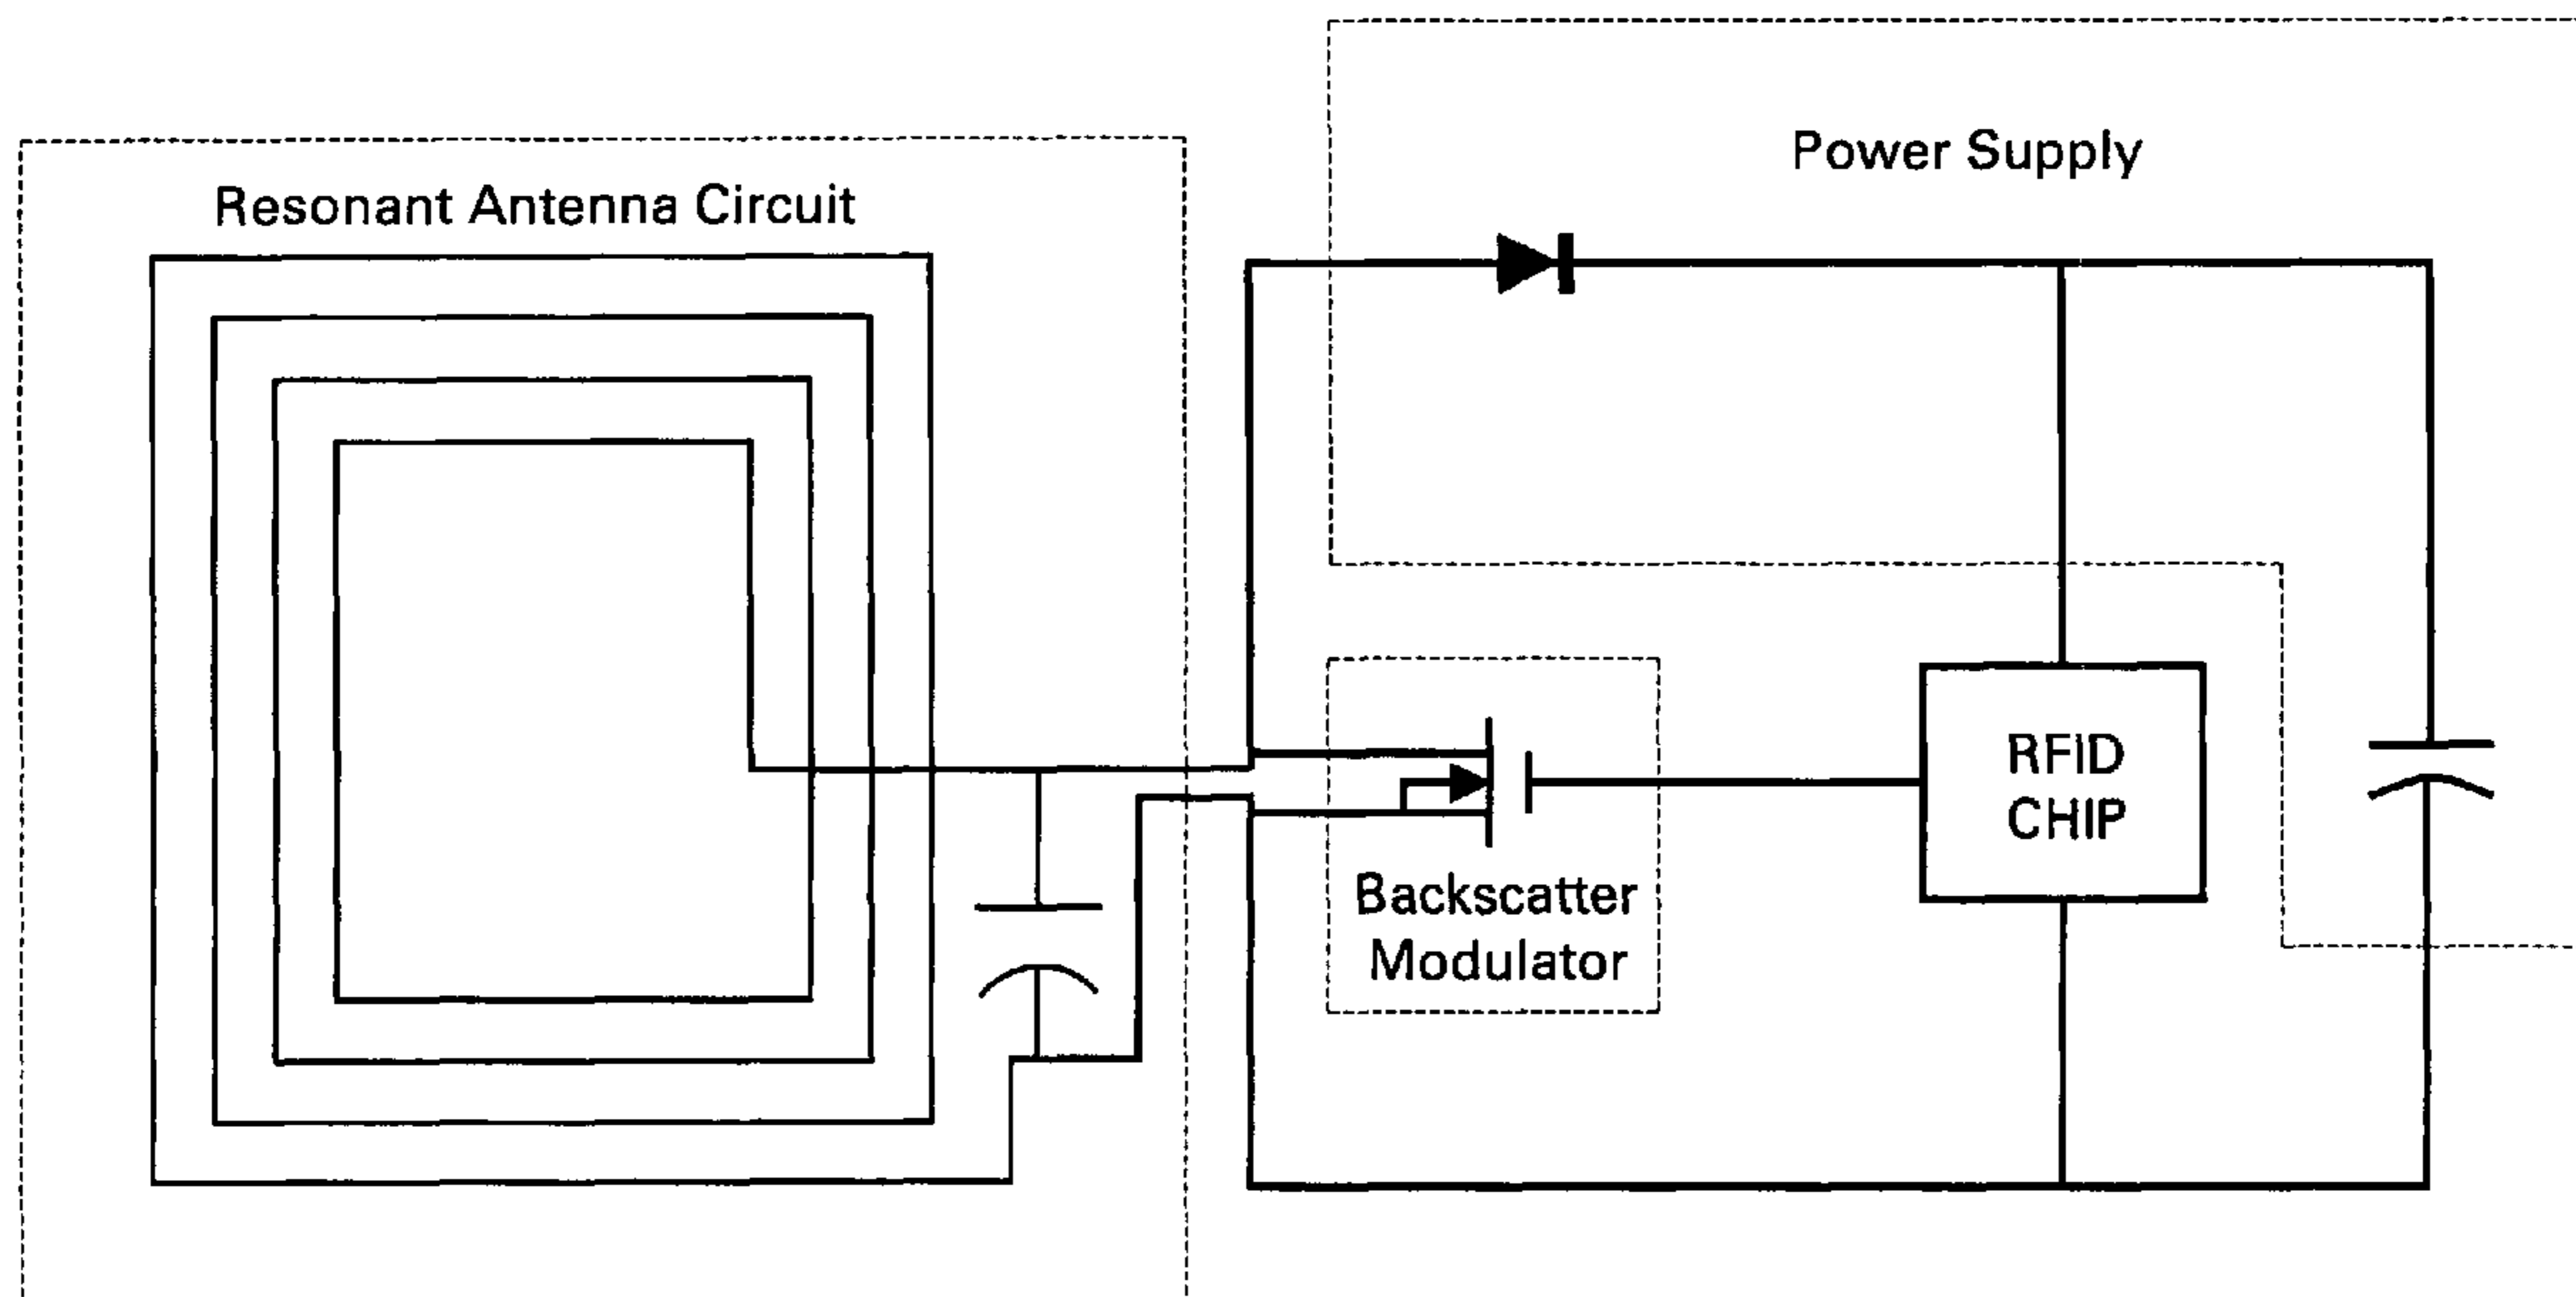 Resonant Antenna Circuit
Power Supply
Backscatter
Modulator
RFID
CHIP